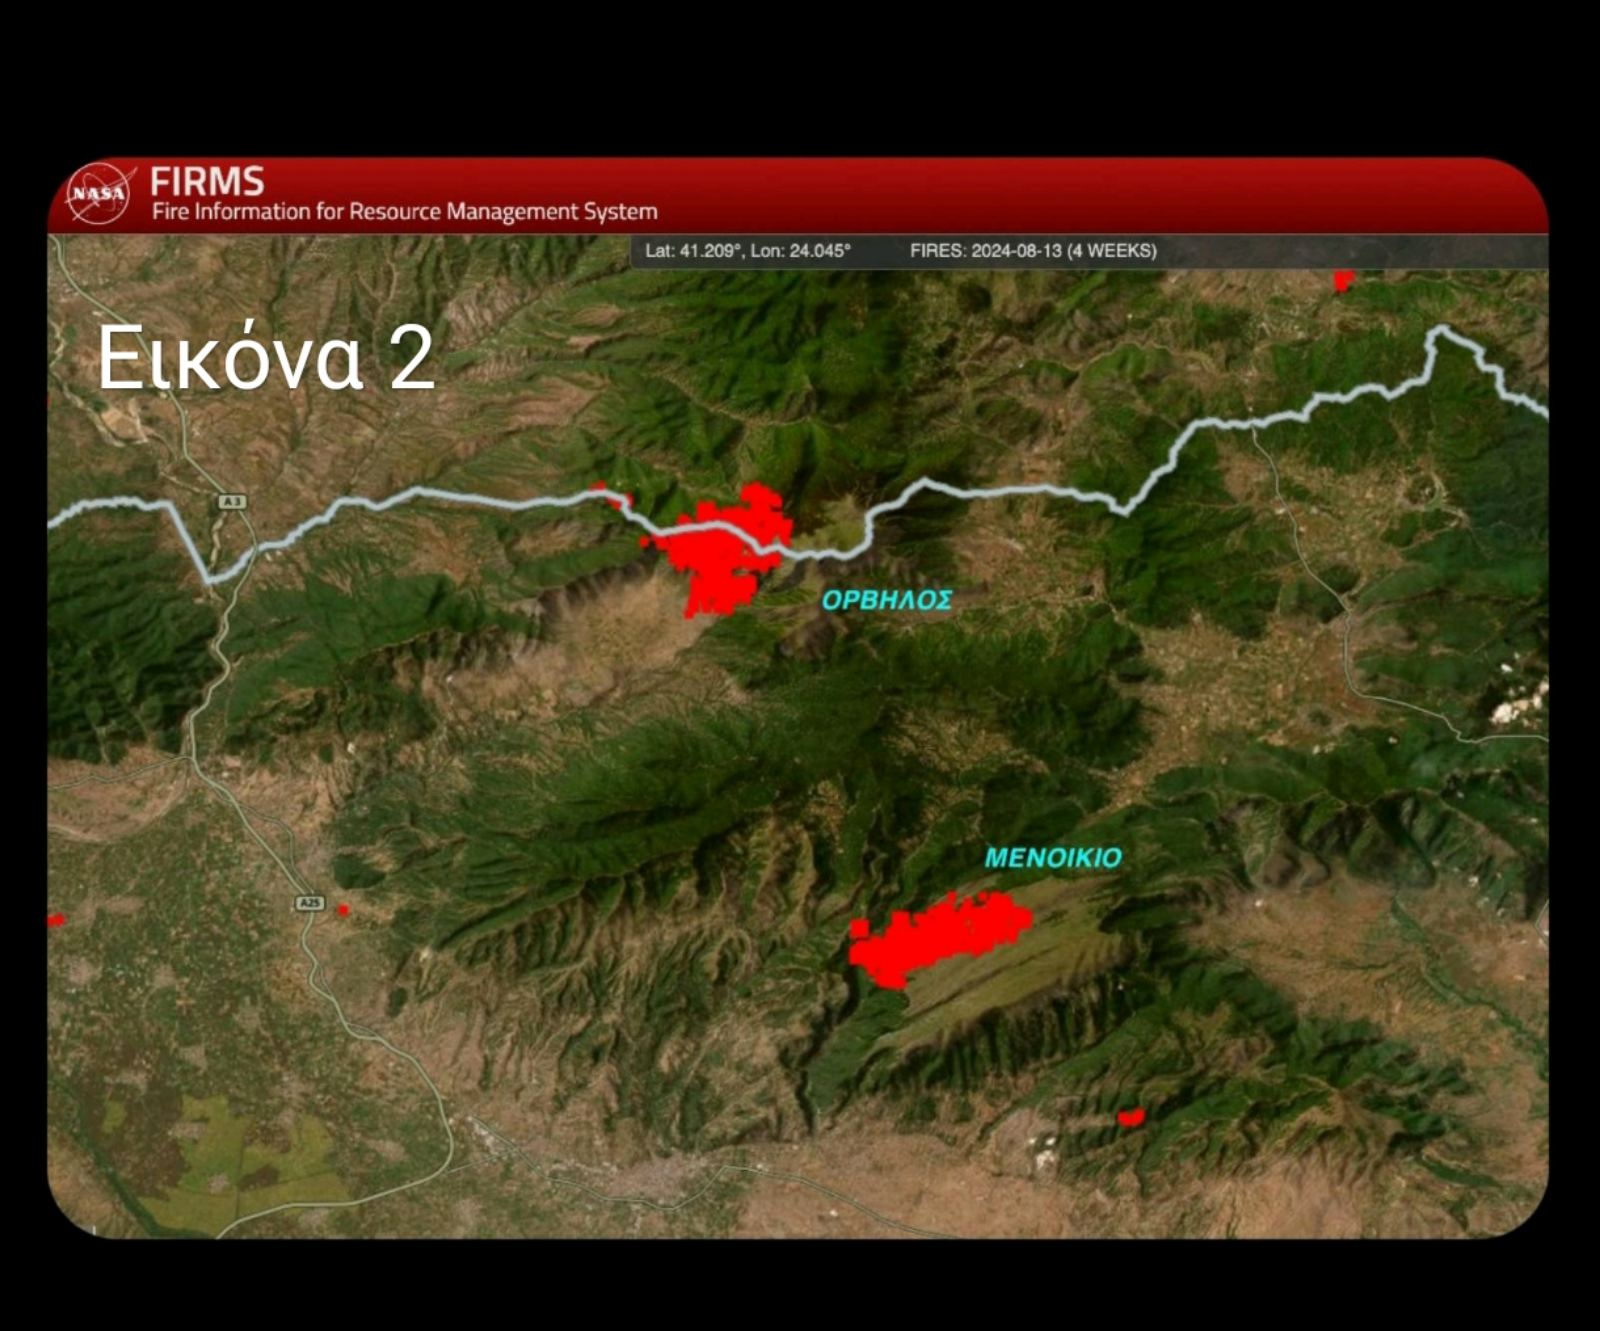 NASA
FIRMS
Fire Information for Resource Management System
Lat: 41.209°, Lon: 24.045° FIRES: 2024-08-13 (4 WEEKS)
Εικόνα 2
A3
ΟΡΒΗΛΟΣ
ΜΕΝΟΙΚΙΟ
A25